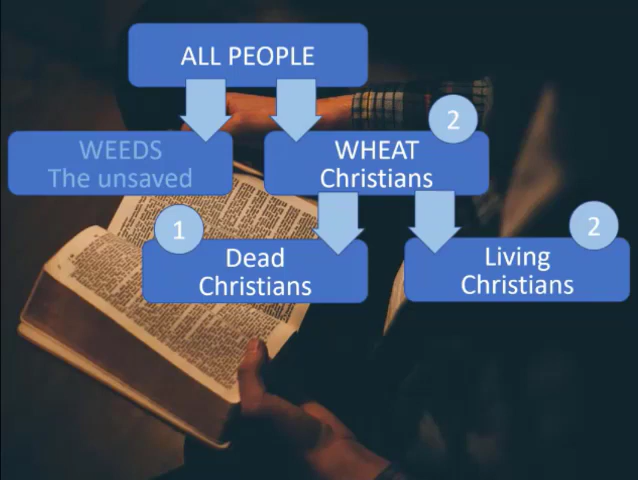 ALL PEOPLE
WEEDS
The unsaved
2
WHEAT
Christians
1
Dead
Christians
2
Living
Christians